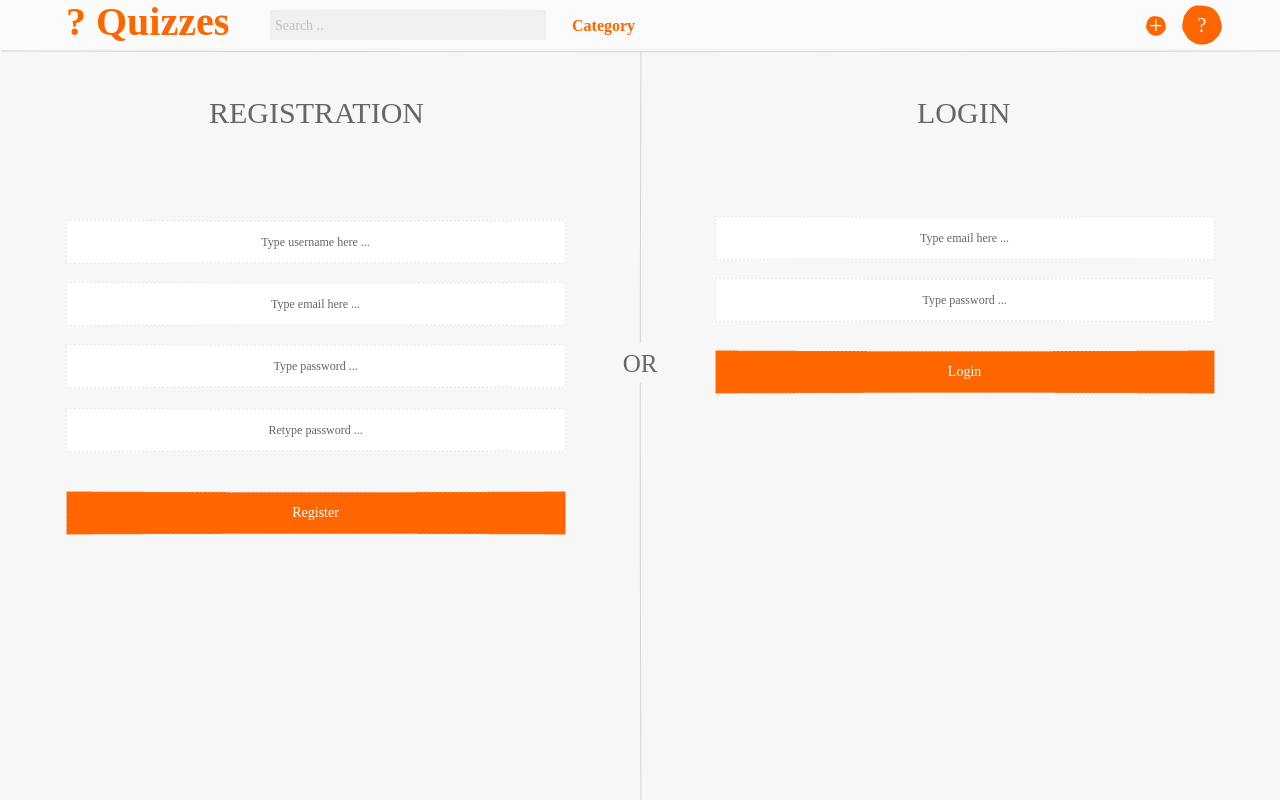 ? Quizzes
Search ..
Category
?
REGISTRATION
Type username here ...
Type email here ...
Type password ...
Retype password ...
Register
OR
LOGIN
Type email here ...
Type password ...
Login